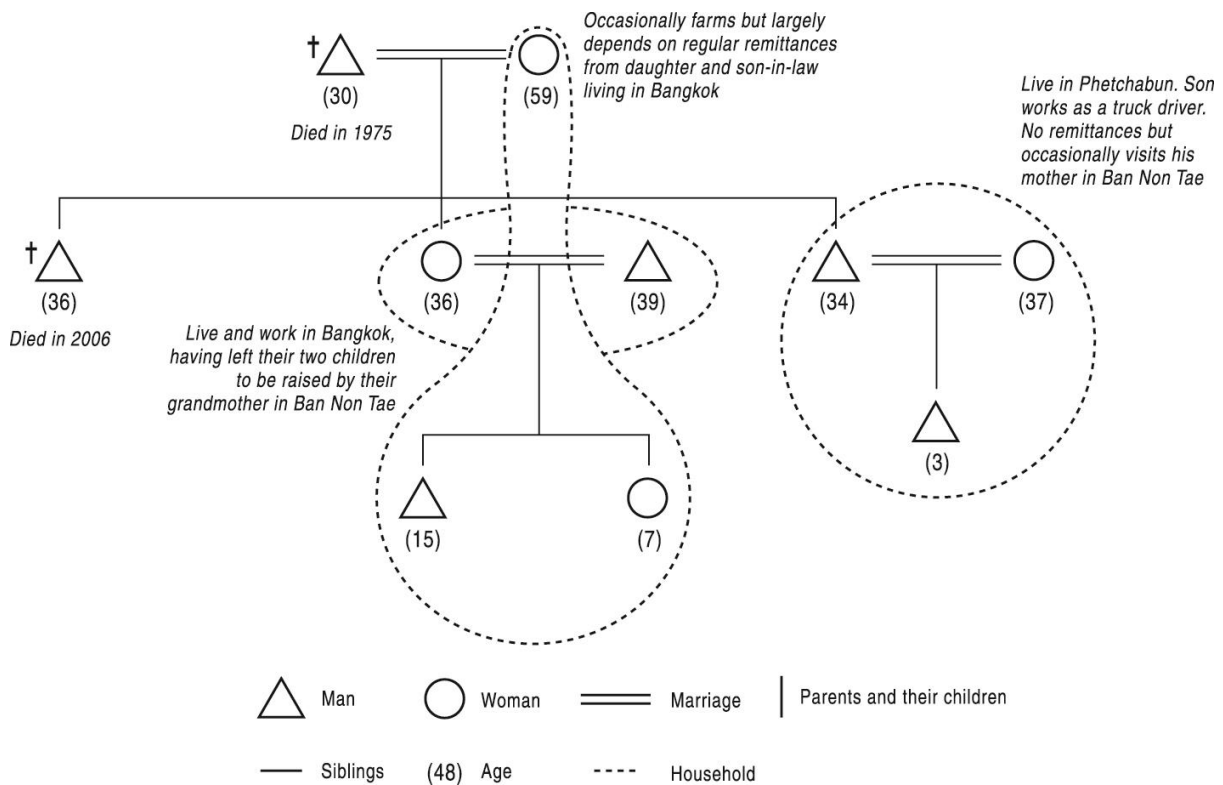 Occasionally farms but largely
depends on regular remittances
from daughter and son-in-law
living in Bangkok
†
(30)
(59)
Died in 1975
Live in Phetchabun. Son
works as a truck driver.
No remittances but
occasionally visits his
mother in Ban Non Tae
†
(36)
(36)
(39)
(34)
(37)
Died in 2006
Live and work in Bangkok,
having left their two children
to be raised by their
grandmother in Ban Non Tae
(3)
(15)
(7)
Man
Woman
Marriage
Parents and their children
Siblings
(48) Age
Household